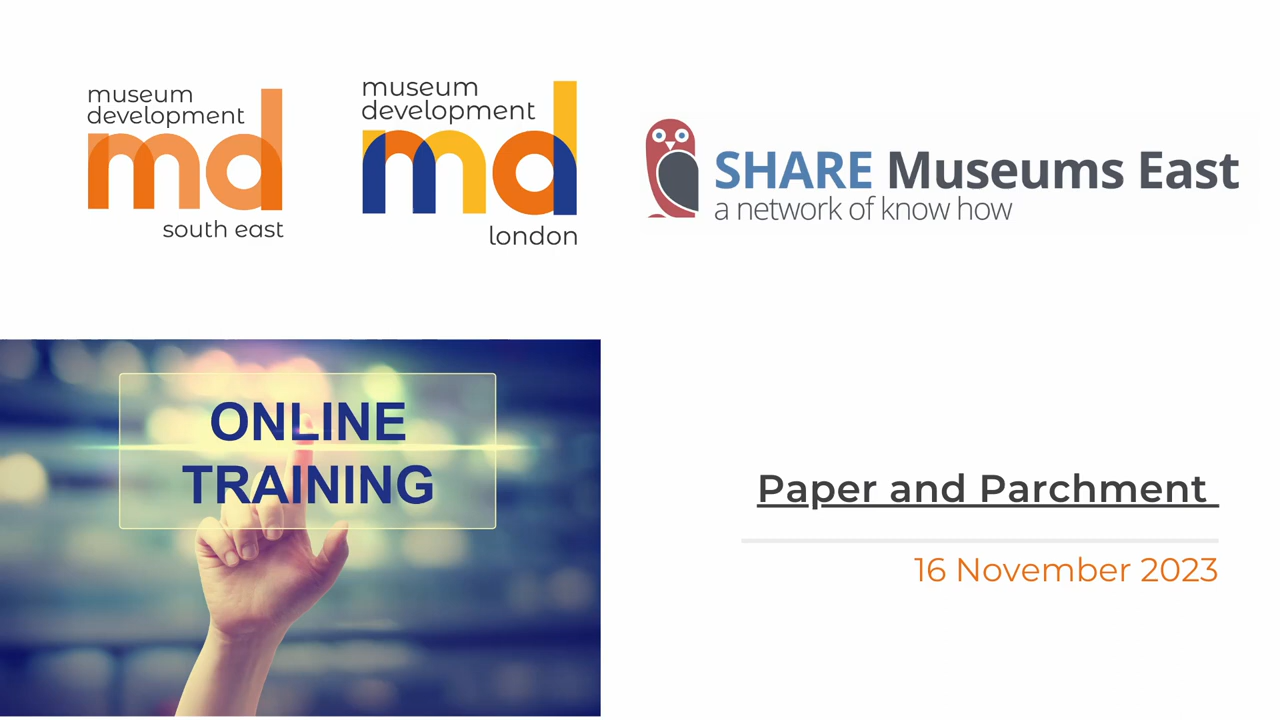 museum
development
md
south east
museum
development
md
london
SHARE Museums East
a network of know how
ONLINE
TRAINING
Paper and Parchment
16 November 2023